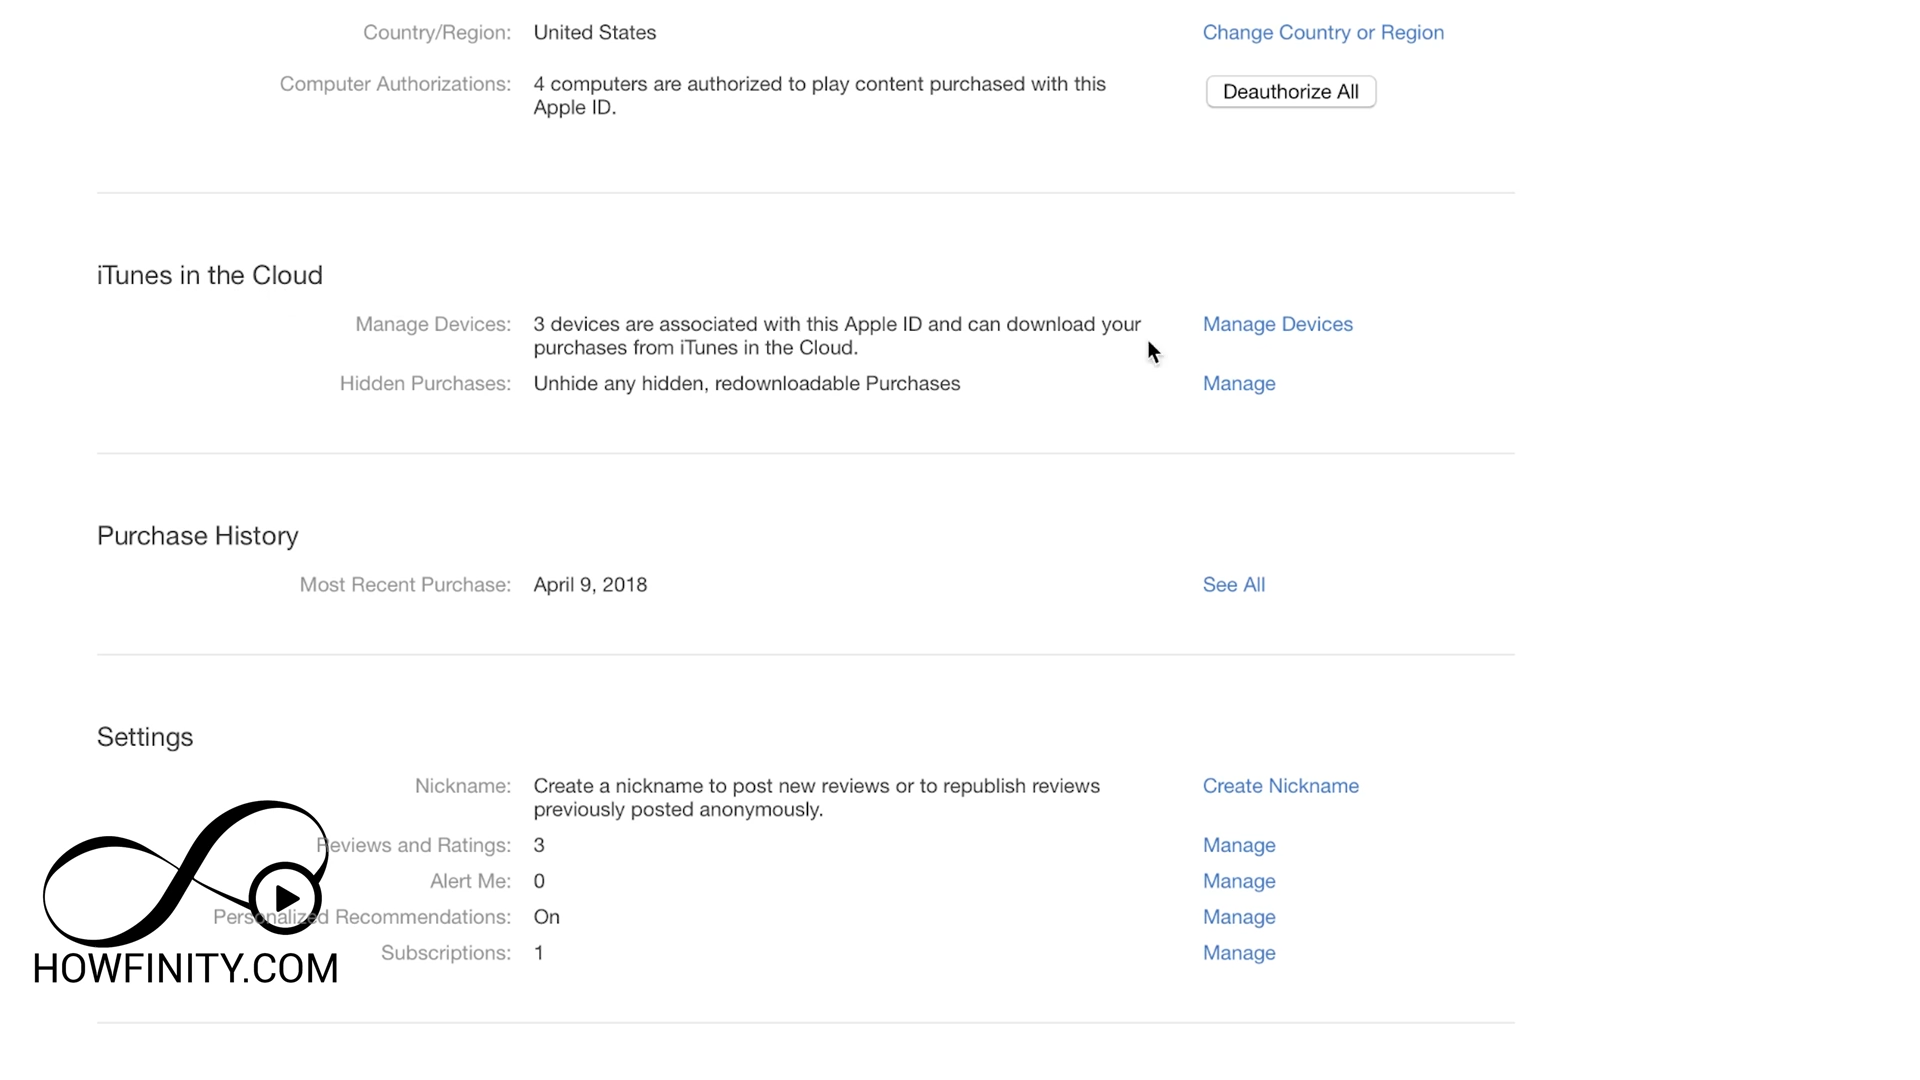 Country/Region: United States Change Country or Region
Computer Authorizations: 4 computers are authorized to play content purchased with this
Apple ID.
Deauthorize All
iTunes in the Cloud
Manage Devices: 3 devices are associated with this Apple ID and can download your
purchases from iTunes in the Cloud.
Manage Devices
Hidden Purchases: Unhide any hidden, redownloadable Purchases Manage
Purchase History
Most Recent Purchase: April 9, 2018 See All
Settings
Nickname: Create a nickname to post new reviews or to republish reviews
previously posted anonymously.
Create Nickname
Reviews and Ratings: 3 Manage
Alert Me: 0 Manage
Personalized Recommendations: On Manage
Subscriptions: 1 Manage
HOWFINITY.COM